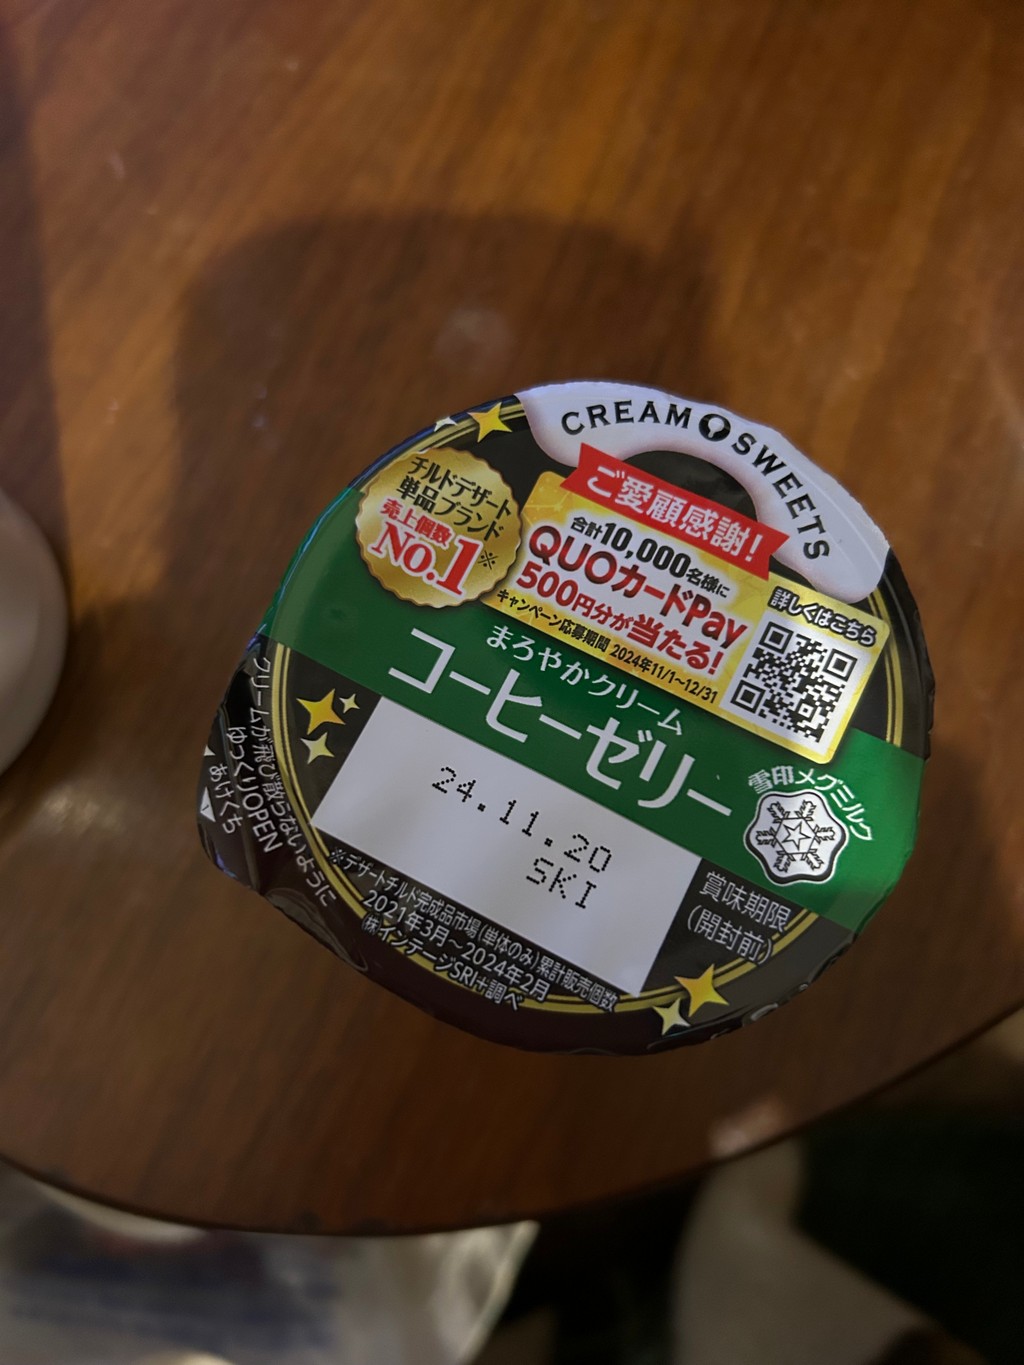 CREAM SWEETS
ご愛顧感謝!
合計10,000名様に
QUOカードPay
500円分が当たる!
キャンペーン応募期間 2024年11/1~12/31
詳しくはこちら
チルドデザート
単品ブランド
売上個数
No.1※
まろやかクリーム
コーヒーゼリー
雪印メグミルク
24.11.20
SKI
賞味期限
(開封前)
※デザートチルド完成品市場(単体のみ)累計販売個数
2021年3月~2024年2月
(株)インテージSRI+調べ
クリームが飛び散らないように
ゆっくりOPEN
あけくち